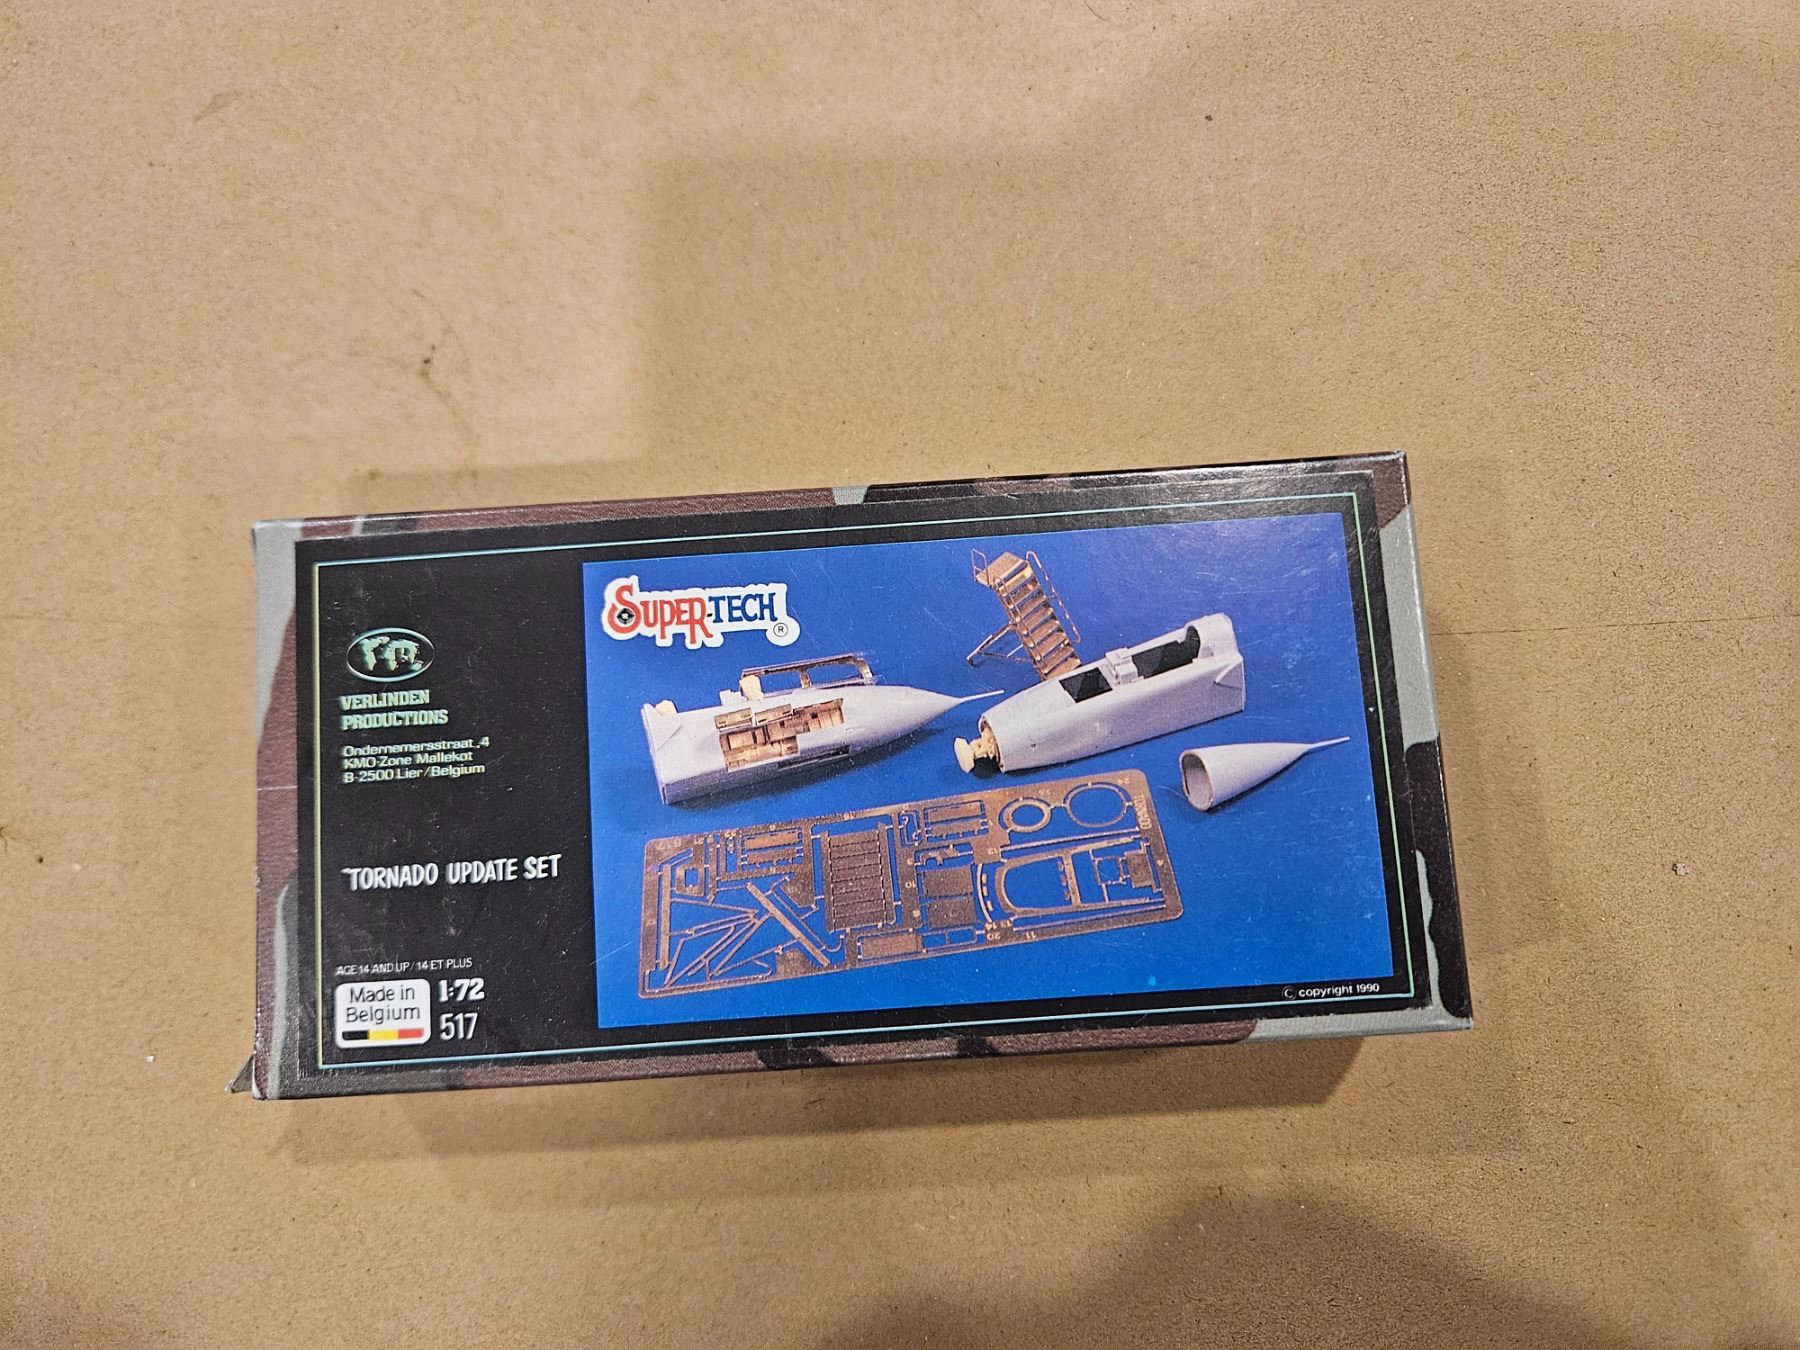 SUPER-TECH
®
VERLINDEN
PRODUCTIONS
Ondernemersstraat .4
KMO-Zone Mallekot
B-2500 Lier/Belgium
TORNADO UPDATE SET
AGE 14 AND UP/14 ET PLUS
Made in
Belgium
1:72
517
© copyright 1990